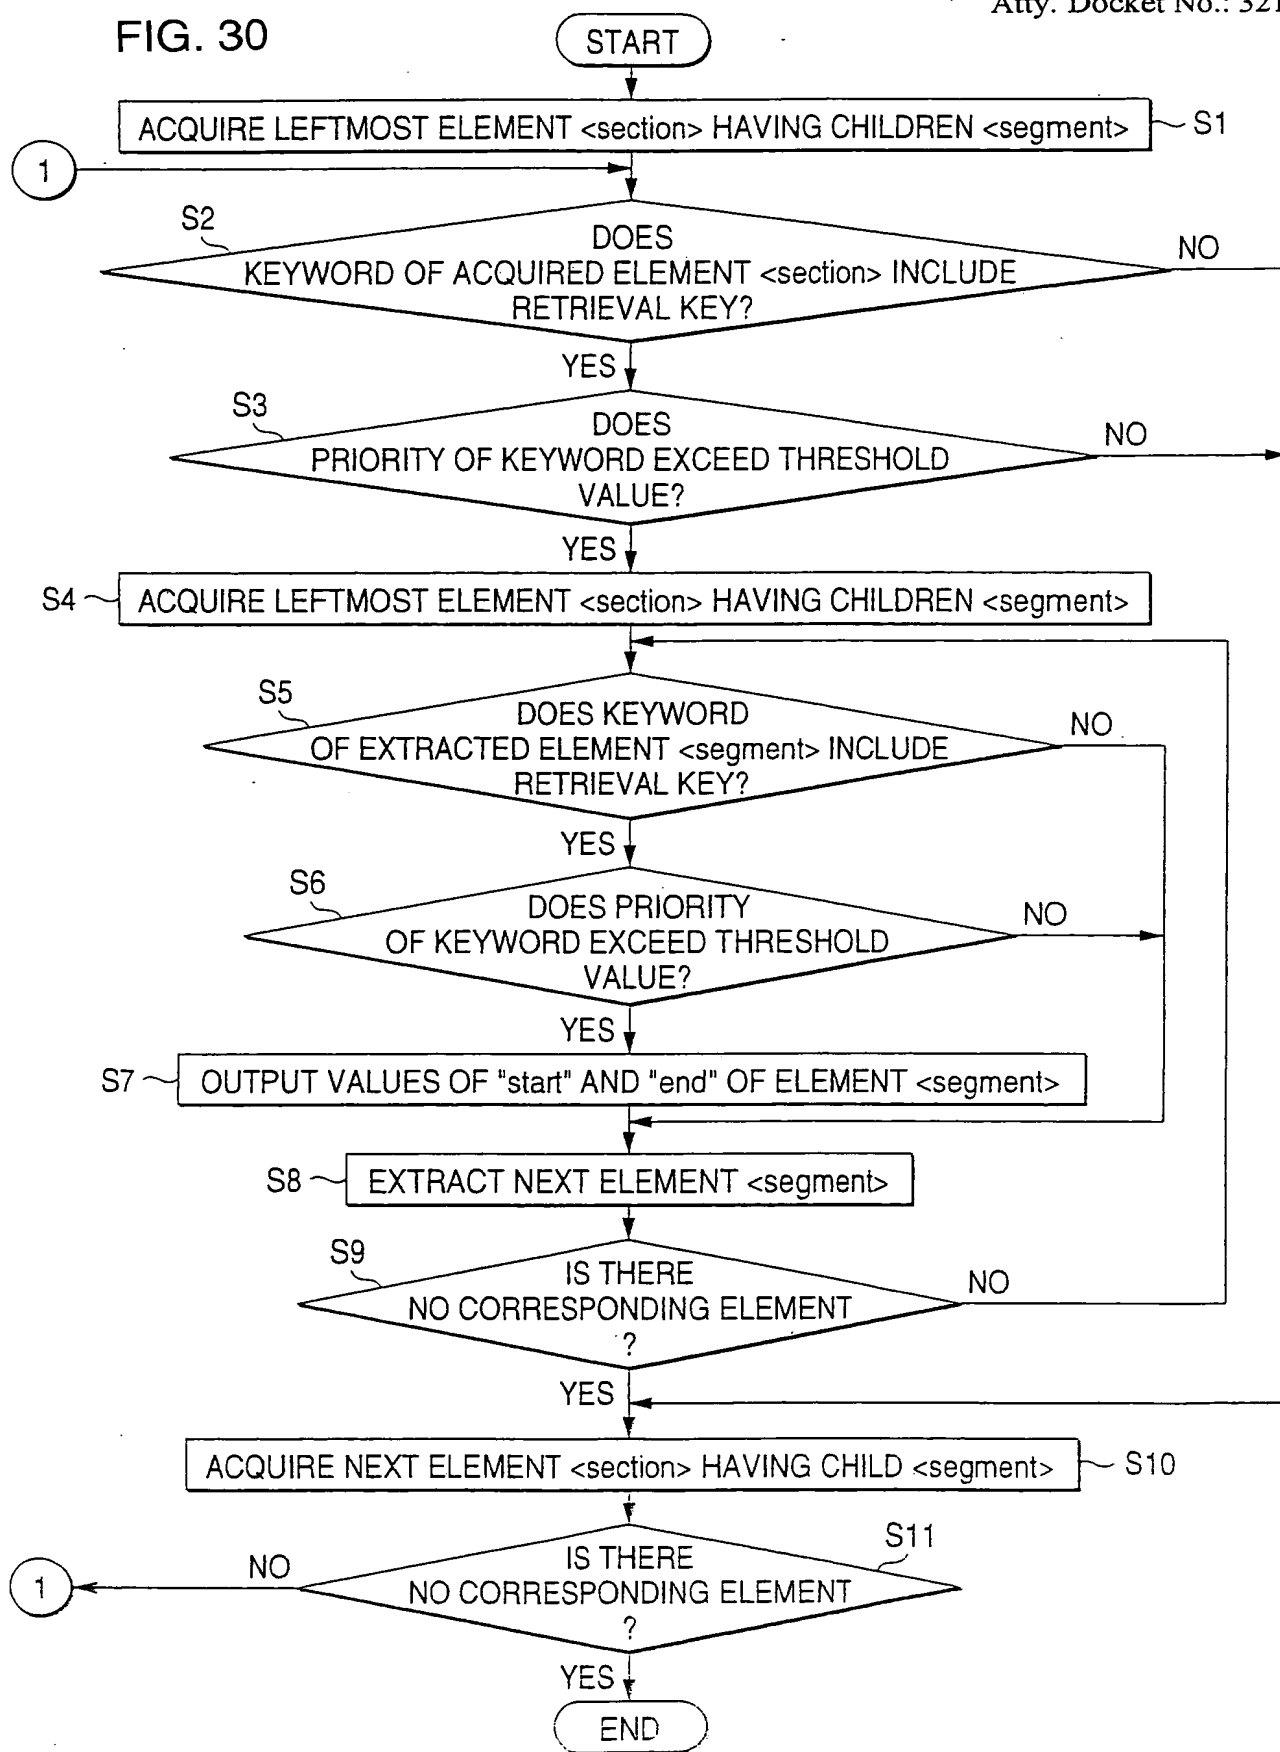 Atty. Docket No.: 321
FIG. 30
START
ACQUIRE LEFTMOST ELEMENT <section> HAVING CHILDREN <segment>
S1
1
S2
DOES
KEYWORD OF ACQUIRED ELEMENT <section> INCLUDE
RETRIEVAL KEY?
NO
YES
S3
DOES
PRIORITY OF KEYWORD EXCEED THRESHOLD
VALUE?
NO
YES
S4
ACQUIRE LEFTMOST ELEMENT <section> HAVING CHILDREN <segment>
S5
DOES KEYWORD
OF EXTRACTED ELEMENT <segment> INCLUDE
RETRIEVAL KEY?
NO
YES
S6
DOES PRIORITY
OF KEYWORD EXCEED THRESHOLD
VALUE?
NO
YES
S7
OUTPUT VALUES OF "start" AND "end" OF ELEMENT <segment>
S8
EXTRACT NEXT ELEMENT <segment>
S9
IS THERE
NO CORRESPONDING ELEMENT
?
NO
YES
ACQUIRE NEXT ELEMENT <section> HAVING CHILD <segment>
S10
S11
IS THERE
NO CORRESPONDING ELEMENT
?
NO
1
YES
END